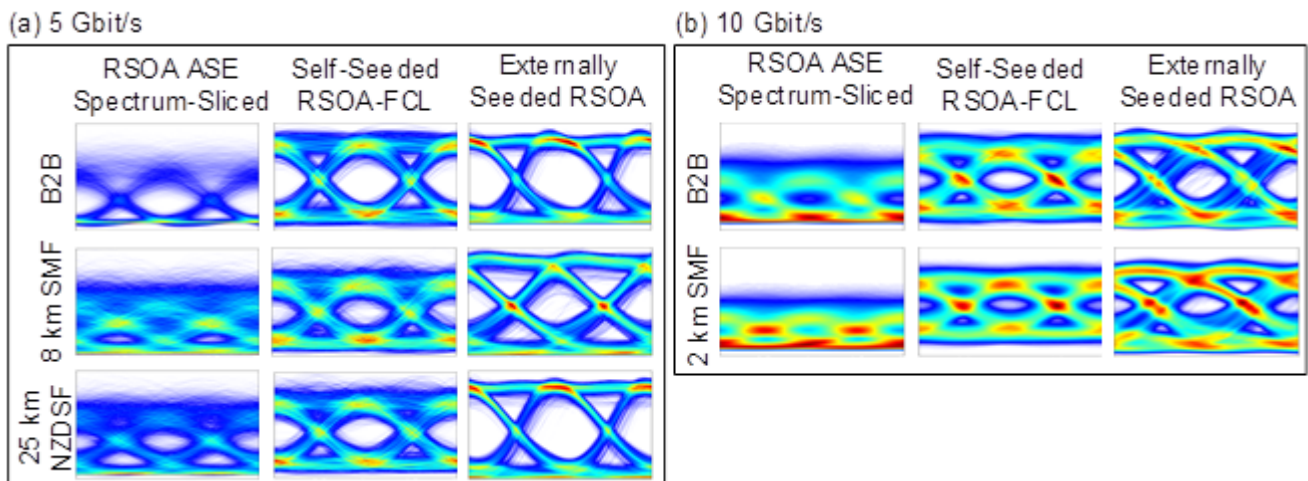 (a) 5 Gbit/s
RSOA ASE
Spectrum-Sliced
Self-Seeded
RSOA-FCL
Externally
Seeded RSOA
B2B
8 km SMF
25 km
NZDSF
(b) 10 Gbit/s
RSOA ASE
Spectrum-Sliced
Self-Seeded
RSOA-FCL
Externally
Seeded RSOA
B2B
2 km SMF